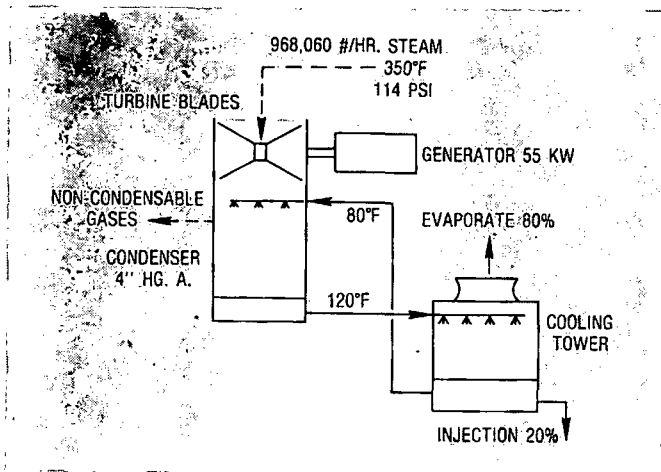 968,060 #/HR. STEAM
350°F
114 PSI
TURBINE BLADES
GENERATOR 55 KW
NON-CONDENSABLE
GASES
80°F
EVAPORATE 80%
CONDENSER
4" HG. A.
120°F
COOLING
TOWER
INJECTION 20%